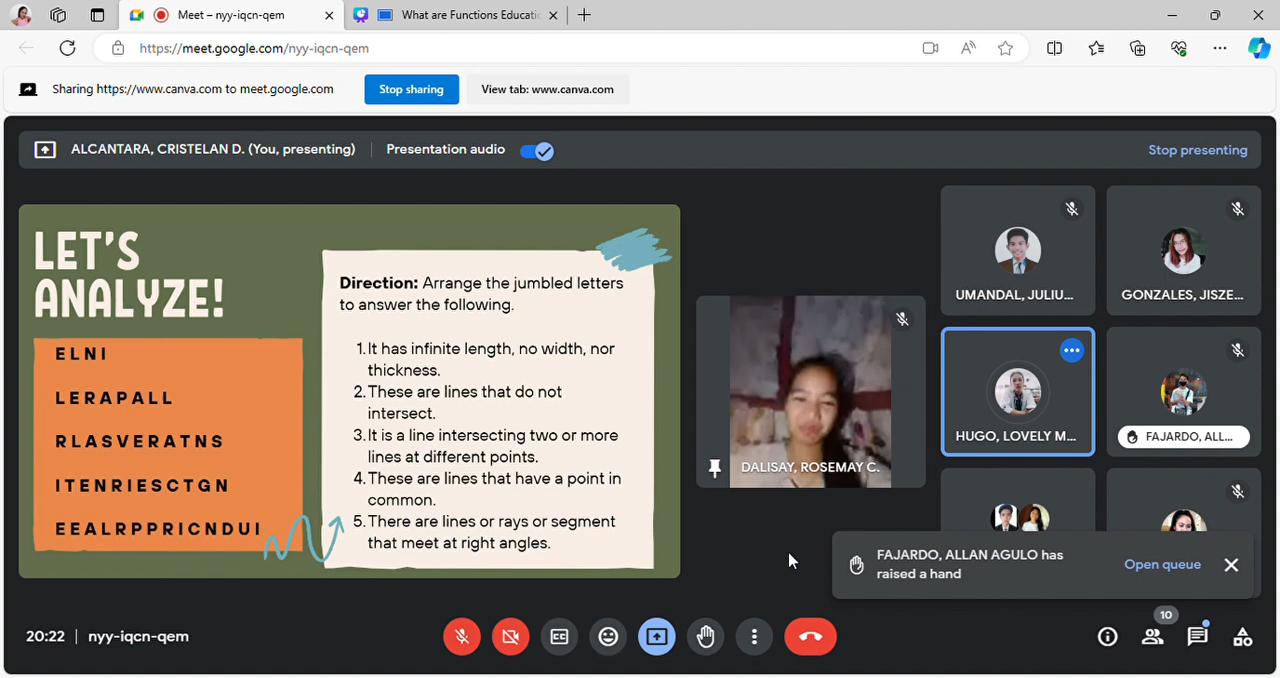 Meet – nyy-iqcn-qem
What are Functions Educatio
https://meet.google.com/nyy-iqcn-qem
Sharing https://www.canva.com to meet.google.com
Stop sharing
View tab: www.canva.com
ALCANTARA, CRISTELAN D. (You, presenting)
Presentation audio
Stop presenting
LET'S
ANALYZE!
ELNI
LERAPALL
RLASVERATNS
ITENRIESCTGN
EEALRPPRICNDUI
Direction: Arrange the jumbled letters
to answer the following.
1. It has infinite length, no width, nor
thickness.
2. These are lines that do not
intersect.
3. It is a line intersecting two or more
lines at different points.
4. These are lines that have a point in
common.
5. There are lines or rays or segment
that meet at right angles.
DALISAY, ROSEMAY C.
UMANDAL, JULIU...
GONZALES, JISZE...
HUGO, LOVELY M...
FAJARDO, ALL...
FAJARDO, ALLAN AGULO has
raised a hand
Open queue
20:22
nyy-iqcn-qem
10